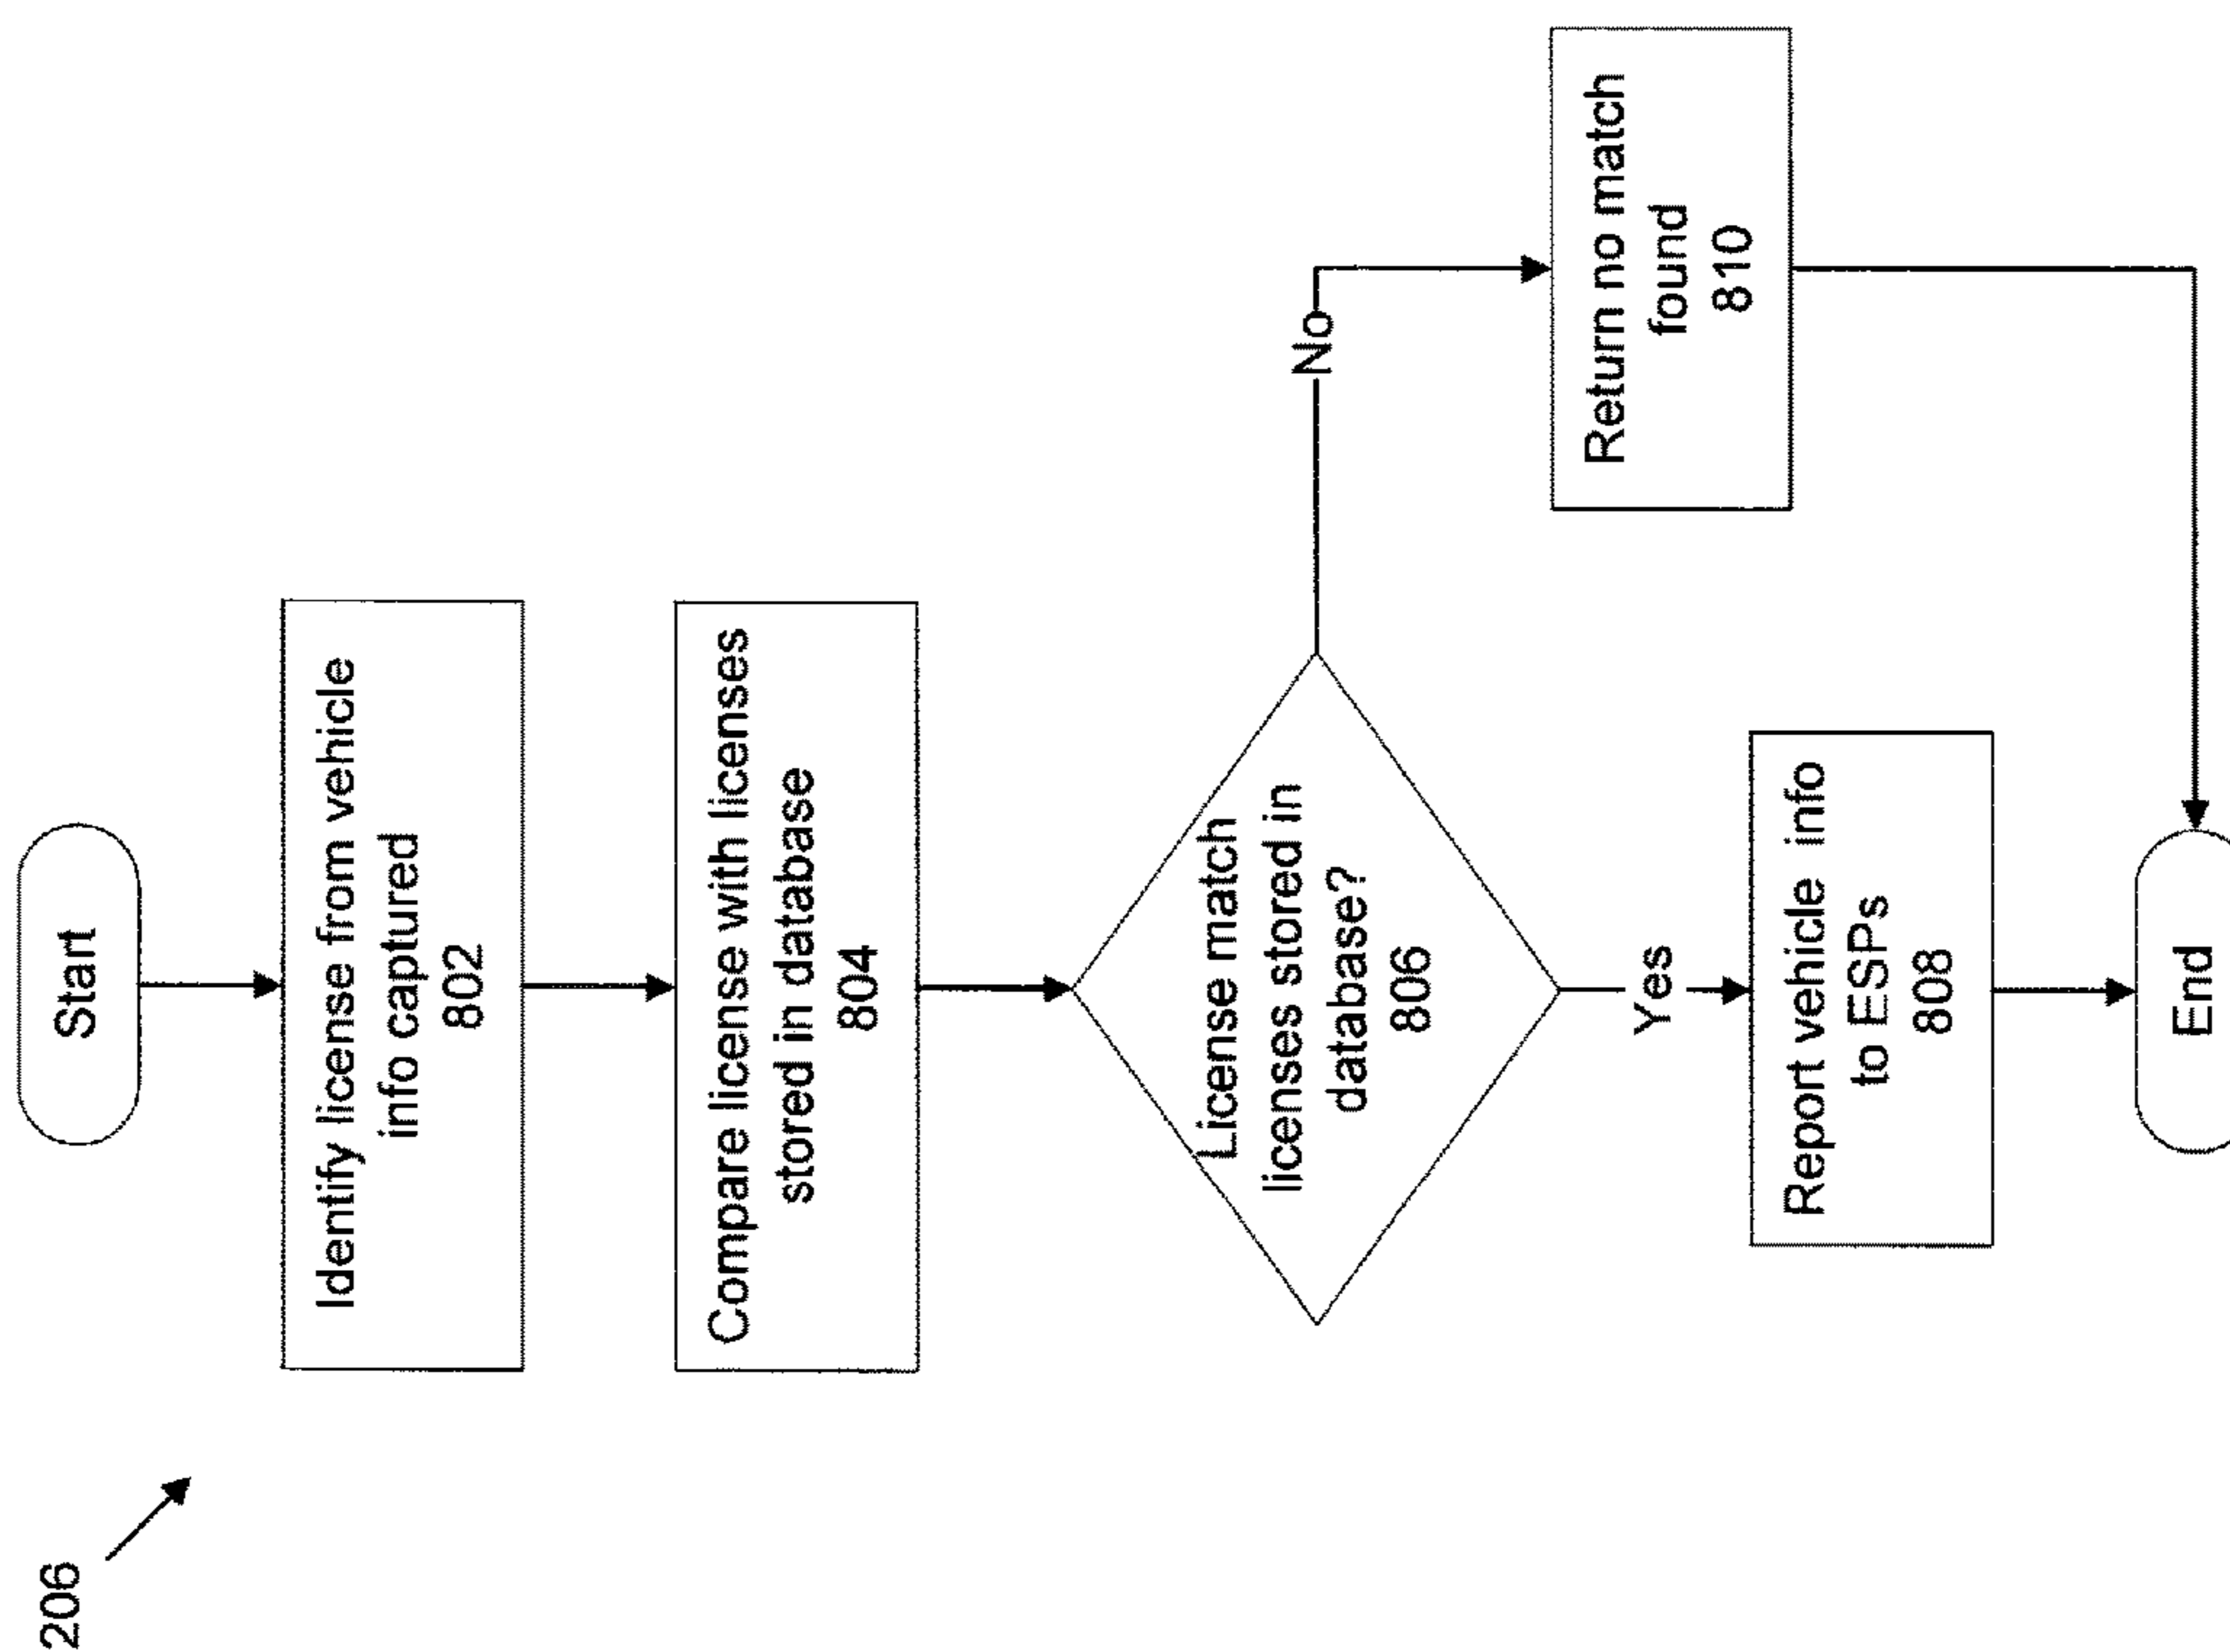 206
Start
Identify license from vehicle
info captured
802
Compare license with licenses
stored in database
804
License match
licenses stored in
database?
806
No
Yes
Return no match
found
810
Report vehicle info
to ESPs
808
End